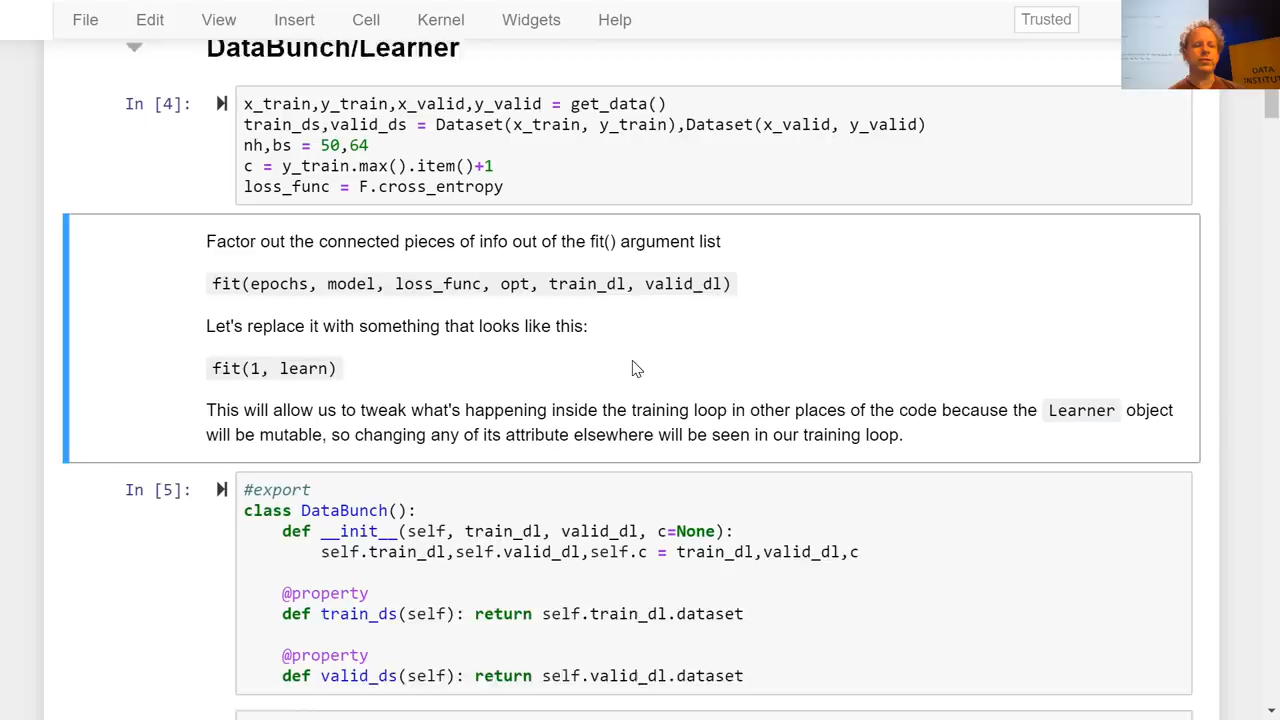 File Edit View Insert Cell Kernel Widgets Help Trusted
DataBunch/Learner
In [4]:
x_train,y_train,x_valid,y_valid = get_data()
train_ds,valid_ds = Dataset(x_train, y_train),Dataset(x_valid, y_valid)
nh,bs = 50,64
c = y_train.max().item()+1
loss_func = F.cross_entropy
Factor out the connected pieces of info out of the fit() argument list
fit(epochs, model, loss_func, opt, train_dl, valid_dl)
Let's replace it with something that looks like this:
fit(1, learn)
This will allow us to tweak what's happening inside the training loop in other places of the code because the Learner object
will be mutable, so changing any of its attribute elsewhere will be seen in our training loop.
In [5]:
#export
class DataBunch():
def __init__(self, train_dl, valid_dl, c=None):
self.train_dl,self.valid_dl,self.c = train_dl,valid_dl,c
@property
def train_ds(self): return self.train_dl.dataset
@property
def valid_ds(self): return self.valid_dl.dataset
DATA
INSTITUTE